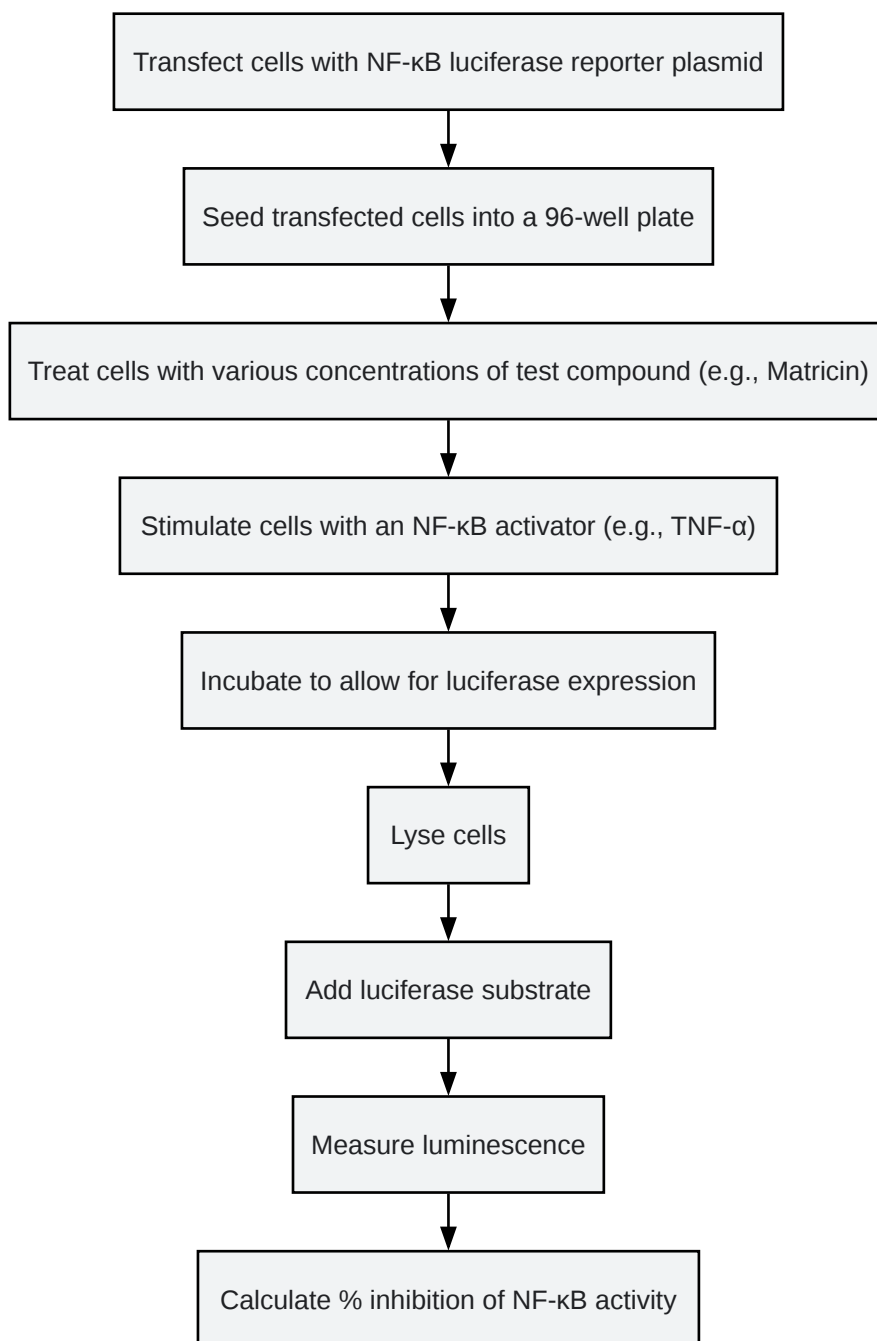 Transfect cells with NF-κB luciferase reporter plasmid
Seed transfected cells into a 96-well plate
Treat cells with various concentrations of test compound (e.g., Matricin)
Stimulate cells with an NF-κB activator (e.g., TNF-α)
Incubate to allow for luciferase expression
Lyse cells
Add luciferase substrate
Measure luminescence
Calculate % inhibition of NF-κB activity